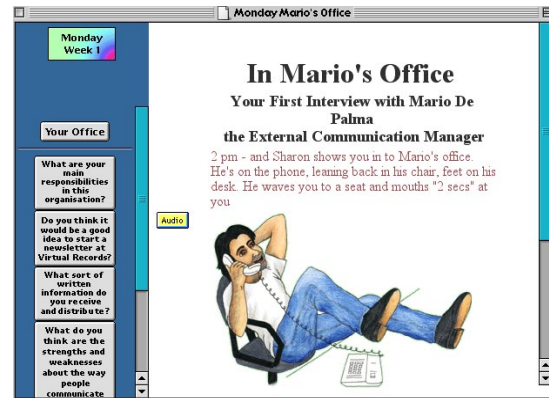 Monday Mario's Office
Monday
Week 1
Your Office
What are your
main
responsibilities
in this
organisation?
Do you think it
would be a good
idea to start a
newsletter at
Virtual Records?
What sort of
written
information do
you receive
and distribute?
What do you
think are the
strengths and
weaknesses
about the way
people
communicate
In Mario's Office
Your First Interview with Mario De
Palma
the External Communication Manager
2 pm - and Sharon shows you in to Mario's office.
He's on the phone, leaning back in his chair, feet on his
desk. He waves you to a seat and mouths "2 secs" at
you
Audio